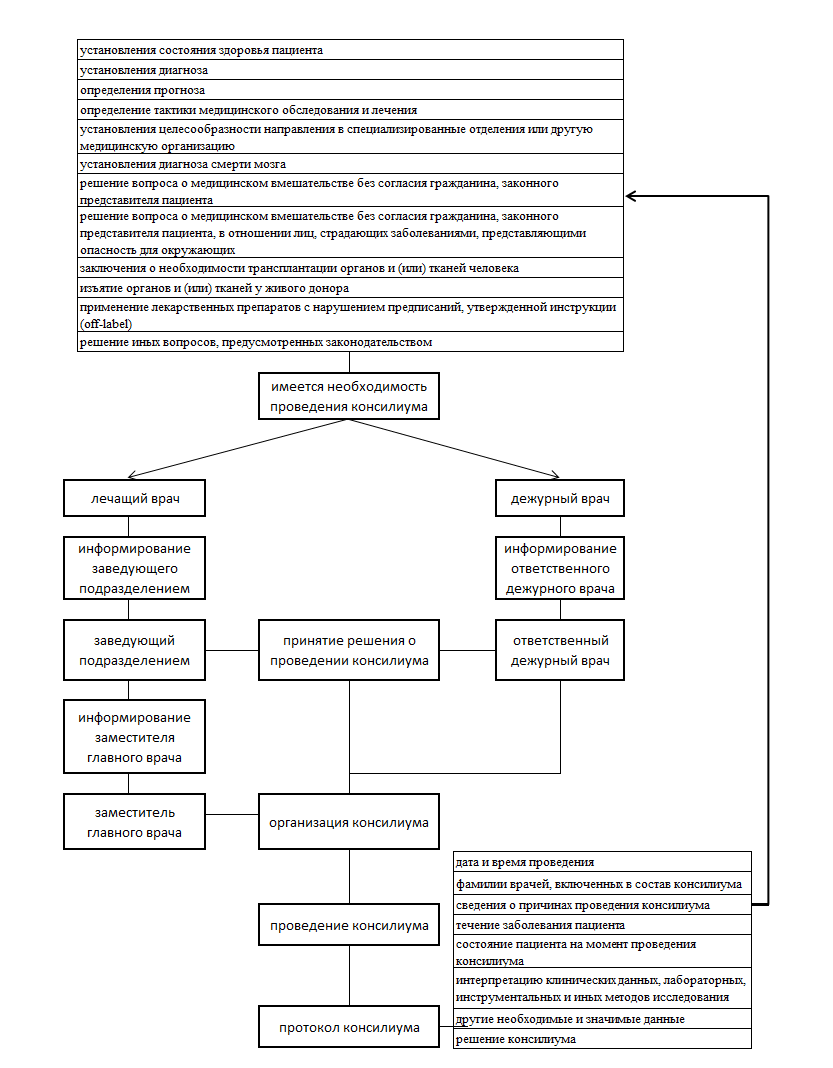 установления состояния здоровья пациента
установления диагноза
определения прогноза
определение тактики медицинского обследования и лечения
установления целесообразности направления в специализированные отделения или другую
медицинскую организацию
установления диагноза смерти мозга
решение вопроса о медицинском вмешательстве без согласия гражданина, законного
представителя пациента
решение вопроса о медицинском вмешательстве без согласия гражданина, законного
представителя пациента, в отношении лиц, страдающих заболеваниями, представляющими
опасность для окружающих
заключения о необходимости трансплантации органов и (или) тканей человека
изъятие органов и (или) тканей у живого донора
применение лекарственных препаратов с нарушением предписаний, утвержденной инструкции
(off-label)
решение иных вопросов, предусмотренных законодательством
имеется необходимость
проведения консилиума
лечащий врач
дежурный врач
информирование
заведующего
подразделением
информирование
ответственного
дежурного врача
заведующий
подразделением
принятие решения о
проведении консилиума
ответственный
дежурный врач
информирование
заместителя
главного врача
заместитель
главного врача
организация консилиума
проведение консилиума
протокол консилиума
дата и время проведения
фамилии врачей, включенных в состав консилиума
сведения о причинах проведения консилиума
течение заболевания пациента
состояние пациента на момент проведения
консилиума
интерпретацию клинических данных, лабораторных,
инструментальных и иных методов исследования
другие необходимые и значимые данные
решение консилиума